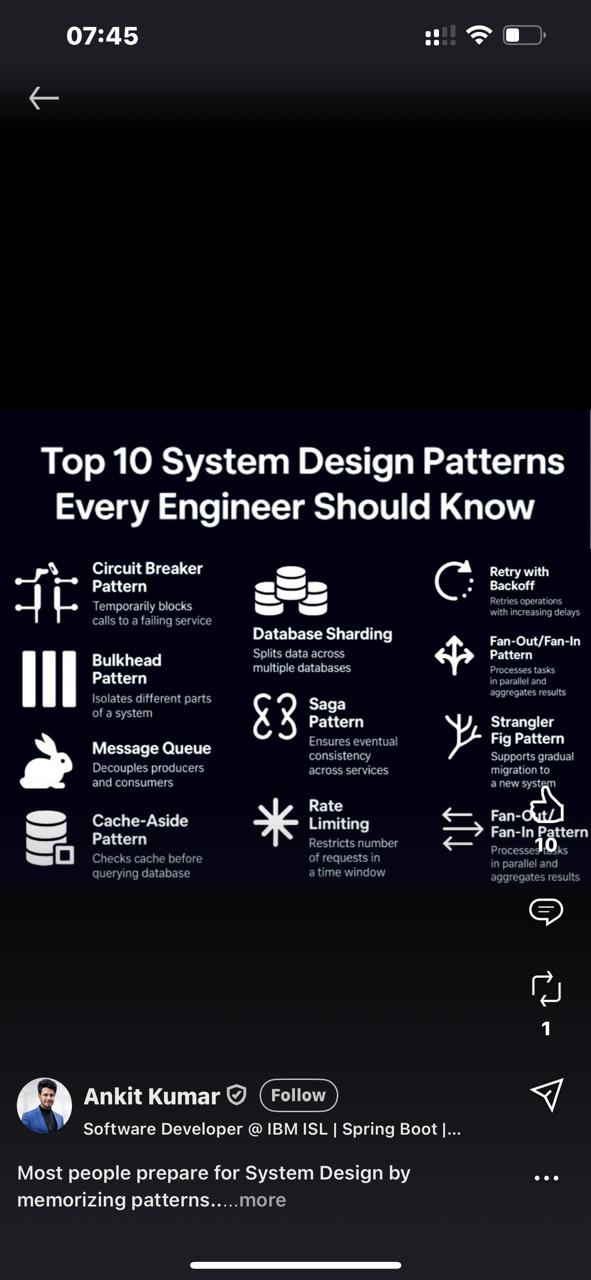 07:45
Top 10 System Design Patterns
Every Engineer Should Know
Circuit Breaker
Pattern
Temporarily blocks
calls to a failing service
Bulkhead
Pattern
Isolates different parts
of a system
Message Queue
Decouples producers
and consumers
Cache-Aside
Pattern
Checks cache before
querying database
Database Sharding
Splits data across
multiple databases
Saga
Pattern
Ensures eventual
consistency
across services
Rate
Limiting
Restricts number
of requests in
a time window
Retry with
Backoff
Retries operations
with increasing delays
Fan-Out/Fan-In
Pattern
Processes tasks
in parallel and
aggregates results
Strangler
Fig Pattern
Supports gradual
migration to
a new system
Fan-Out/
Fan-In Pattern
Processes tasks
in parallel and
aggregates results
10
1
Ankit Kumar
Follow
Software Developer @ IBM ISL | Spring Boot |...
Most people prepare for System Design by
memorizing patterns.. ...more